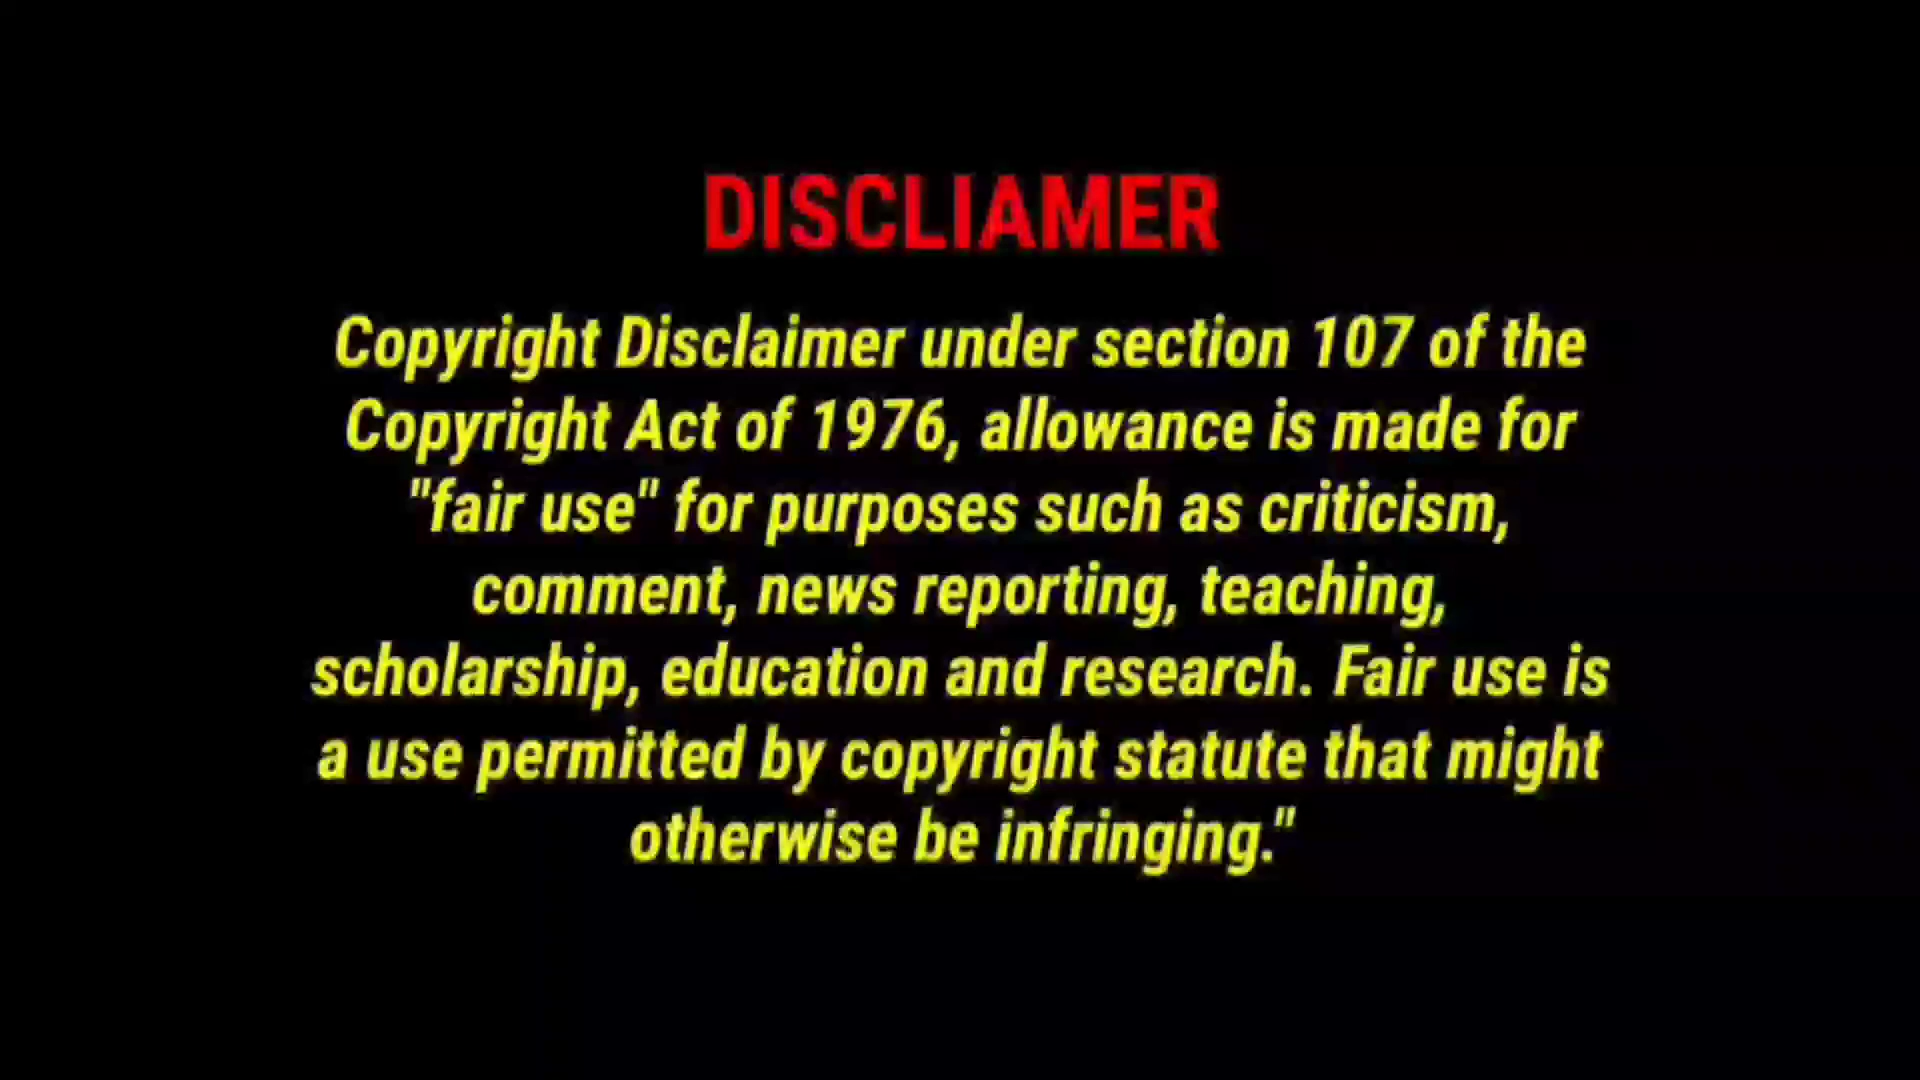 DISCLIAMER
Copyright Disclaimer under section 107 of the
Copyright Act of 1976, allowance is made for
"fair use" for purposes such as criticism,
comment, news reporting, teaching,
scholarship, education and research. Fair use is
a use permitted by copyright statute that might
otherwise be infringing."